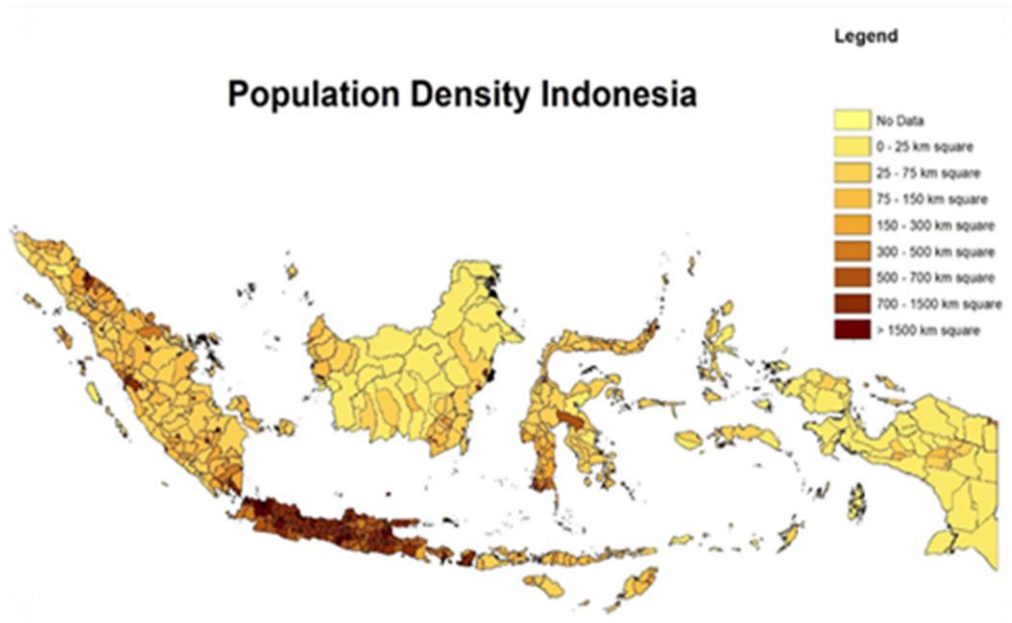 Legend
Population Density Indonesia
No Data
0 - 25 km square
25 - 75 km square
75 - 150 km square
150 - 300 km square
300 - 500 km square
500 - 700 km square
700 - 1500 km square
> 1500 km square